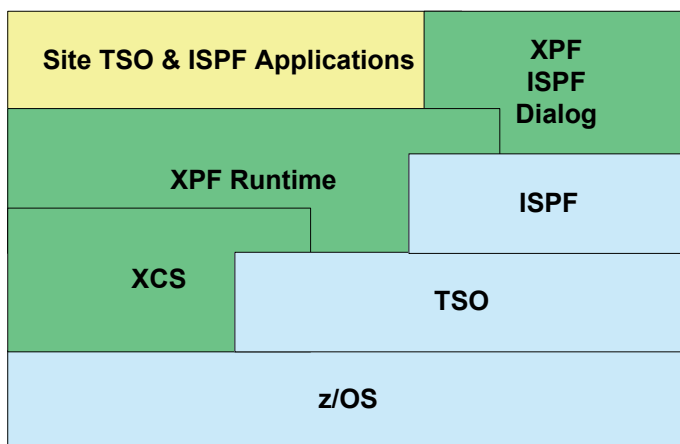 Site TSO & ISPF Applications
XPF
ISPF
Dialog
XPF Runtime
ISPF
XCS
TSO
z/OS